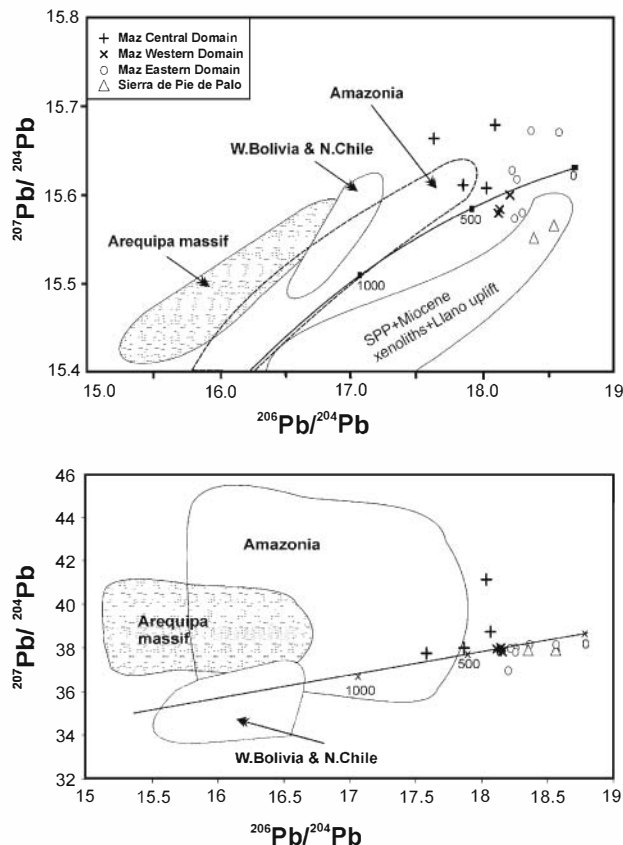 15.8
+ Maz Central Domain
× Maz Western Domain
○ Maz Eastern Domain
△ Sierra de Pie de Palo
Amazonia
15.7
W.Bolivia & N.Chile
207Pb/ 204Pb
15.6
0
500
Arequipa massif
15.5
1000
SPP+Miocene
xenoliths+Llano uplift
15.4
15.0 16.0 17.0 18.0 19
206Pb/204Pb
46
44
Amazonia
42
207Pb/ 204Pb
40
Arequipa
massif
38
500
1000
36
34
W.Bolivia & N.Chile
32
15 15.5 16 16.5 17 17.5 18 18.5 19
206Pb/204Pb